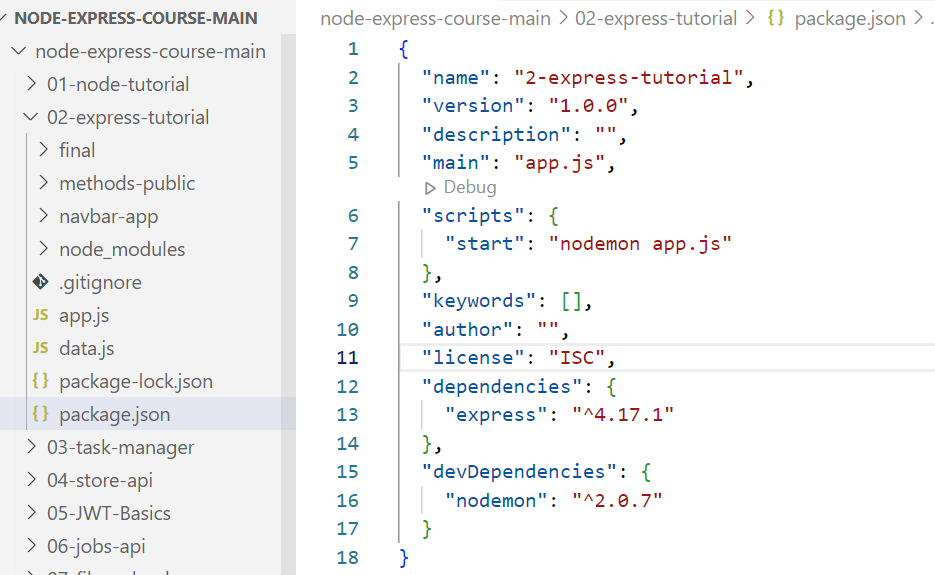 NODE-EXPRESS-COURSE-MAIN
node-express-course-main
01-node-tutorial
02-express-tutorial
final
methods-public
navbar-app
node_modules
.gitignore
JS app.js
JS data.js
{} package-lock.json
{} package.json
03-task-manager
04-store-api
05-JWT-Basics
06-jobs-api
node-express-course-main > 02-express-tutorial > {} package.json > .
1 {
2 "name": "2-express-tutorial",
3 "version": "1.0.0",
4 "description": "",
5 "main": "app.js",
Debug
6 "scripts": {
7 "start": "nodemon app.js"
8 },
9 "keywords": [],
10 "author": "",
11 "license": "ISC",
12 "dependencies": {
13 "express": "^4.17.1"
14 },
15 "devDependencies": {
16 "nodemon": "^2.0.7"
17 }
18 }